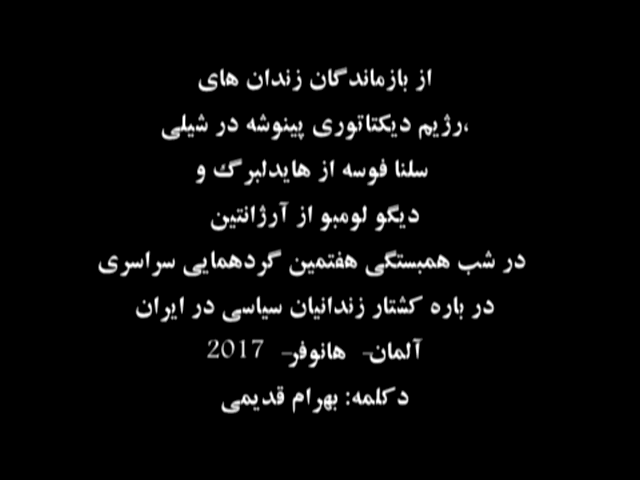 از بازماندگان زندان های
،رژیم دیکتاتوری پینوشه در شیلی
سلنا فوسه از هایدلبرگ و
دیگو لومبو از آرژانتین
در شب همبستگی هفتمین گردهمایی سراسری
در باره کشتار زندانیان سیاسی در ایران
آلمان- هانوفر- 2017
دکلمه: بهرام قدیمی